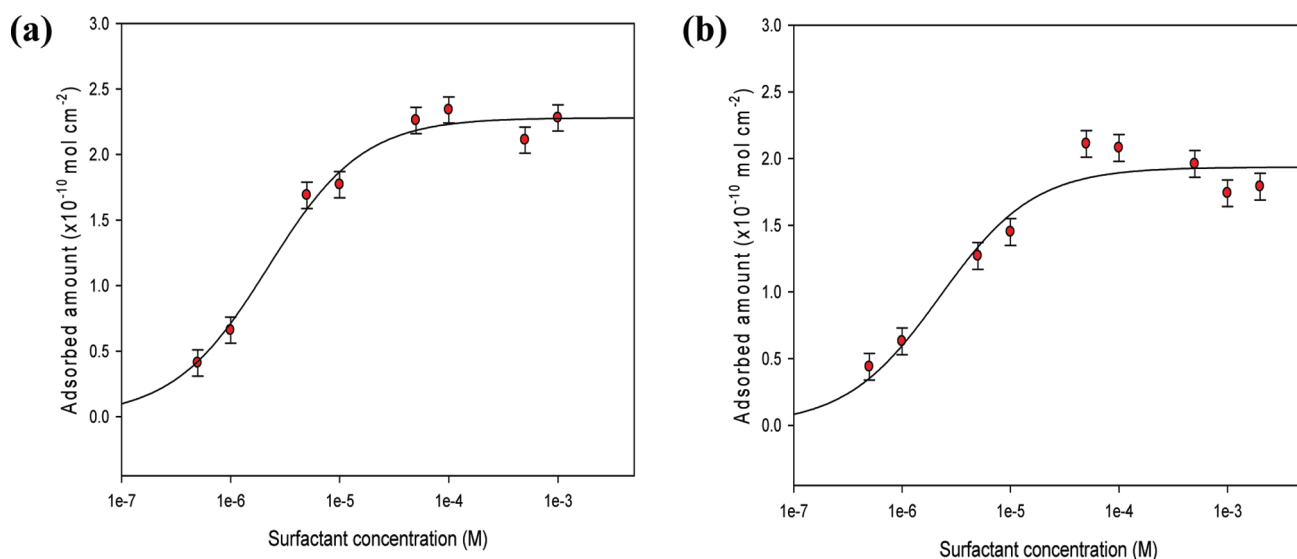 (a)
3.0
2.5
2.0
1.5
1.0
0.5
0.0
Adsorbed amount (x10⁻¹⁰ mol cm⁻²)
1e-7 1e-6 1e-5 1e-4 1e-3
Surfactant concentration (M)
(b)
3.0
2.5
2.0
1.5
1.0
0.5
0.0
Adsorbed amount (x10⁻¹⁰ mol cm⁻²)
1e-7 1e-6 1e-5 1e-4 1e-3
Surfactant concentration (M)